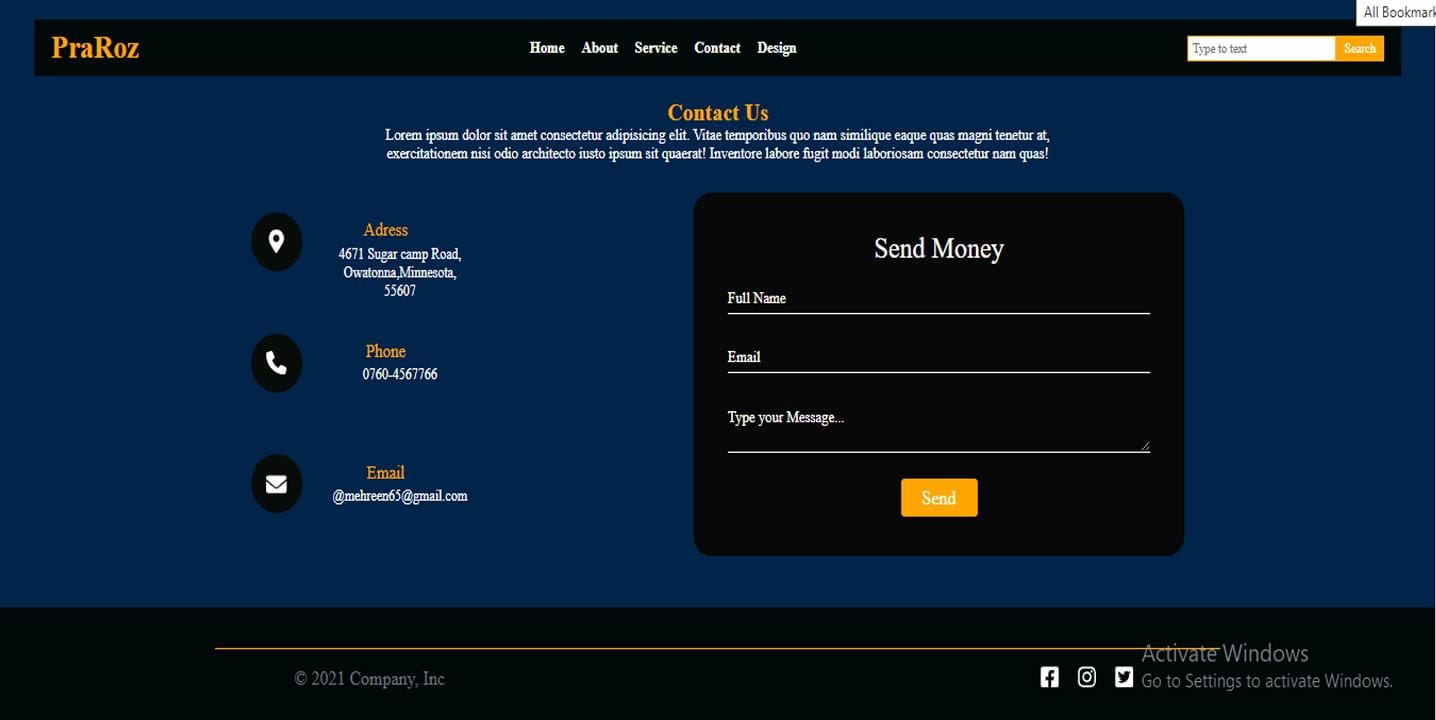 All Bookmark
PraRoz
Home About Service Contact Design
Type to text Search
Contact Us
Lorem ipsum dolor sit amet consectetur adipisicing elit. Vitae temporibus quo nam similique eaque quas magni tenetur at,
exercitationem nisi odio architecto iusto ipsum sit quaerat! Inventore labore fugit modi laboriosam consectetur nam quas!
Adress
4671 Sugar camp Road,
Owatonna,Minnesota,
55607
Phone
0760-4567766
Email
@mehreen65@gmail.com
Send Money
Full Name
Email
Type your Message...
Send
© 2021 Company, Inc
Activate Windows
Go to Settings to activate Windows.